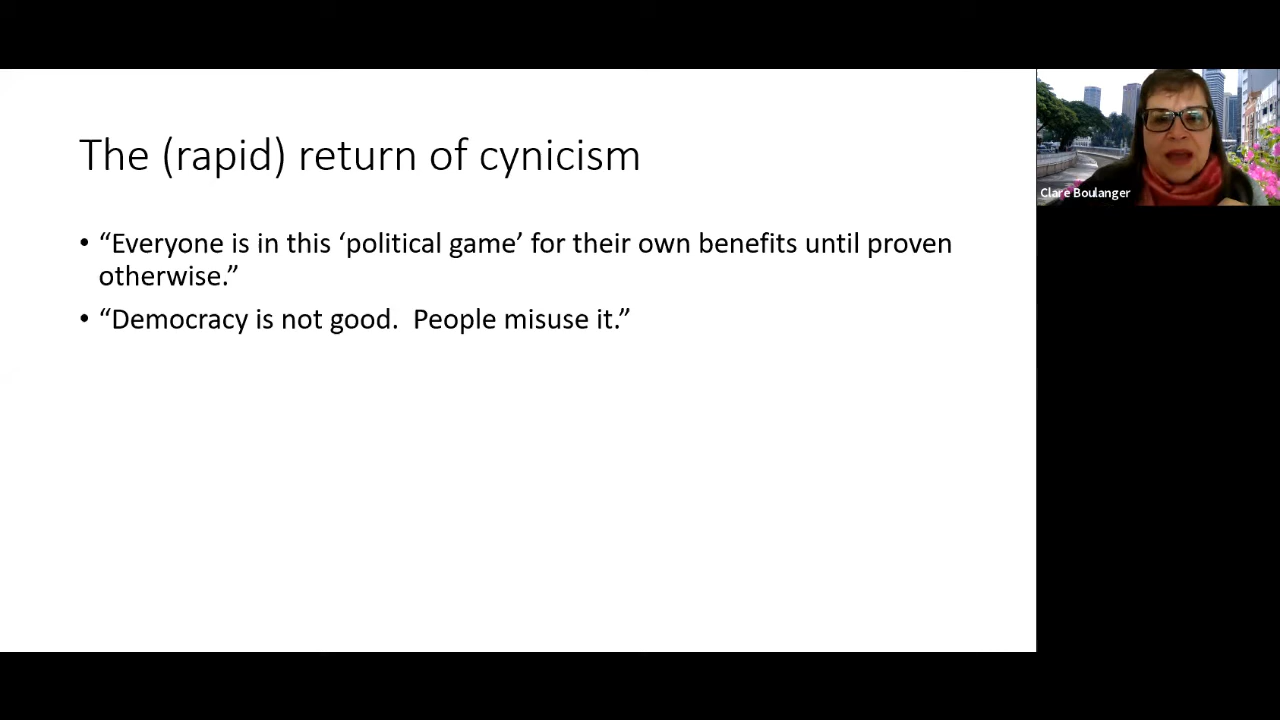 The (rapid) return of cynicism
• “Everyone is in this ‘political game’ for their own benefits until proven
otherwise.”
• “Democracy is not good.  People misuse it.”
Clare Boulanger